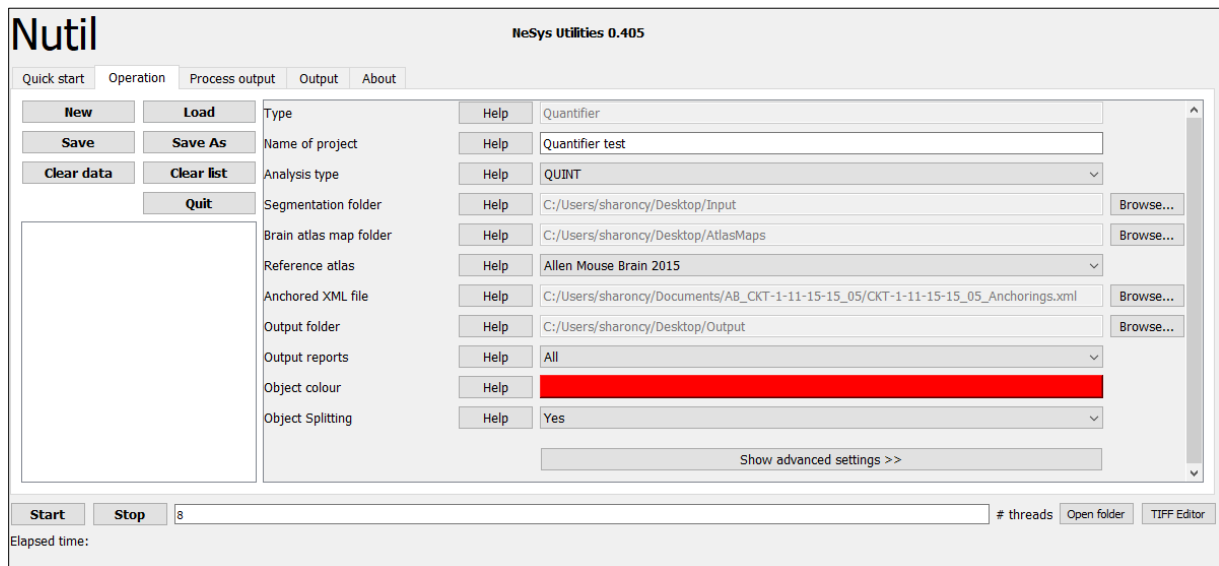 Nutil
NeSys Utilities 0.405
Quick start Operation Process output Output About
New Load
Save Save As
Clear data Clear list
Quit
Type Help Quantifier
Name of project Help Quantifier test
Analysis type Help QUINT
Segmentation folder Help C:/Users/sharoncy/Desktop/Input Browse...
Brain atlas map folder Help C:/Users/sharoncy/Desktop/AtlasMaps Browse...
Reference atlas Help Allen Mouse Brain 2015
Anchored XML file Help C:/Users/sharoncy/Documents/AB_CKT-1-11-15-15_05/CKT-1-11-15-15_05_Anchorings.xml Browse...
Output folder Help C:/Users/sharoncy/Desktop/Output Browse...
Output reports Help All
Object colour Help
Object Splitting Help Yes
Show advanced settings >>
Start Stop 8 # threads Open folder TIFF Editor
Elapsed time: